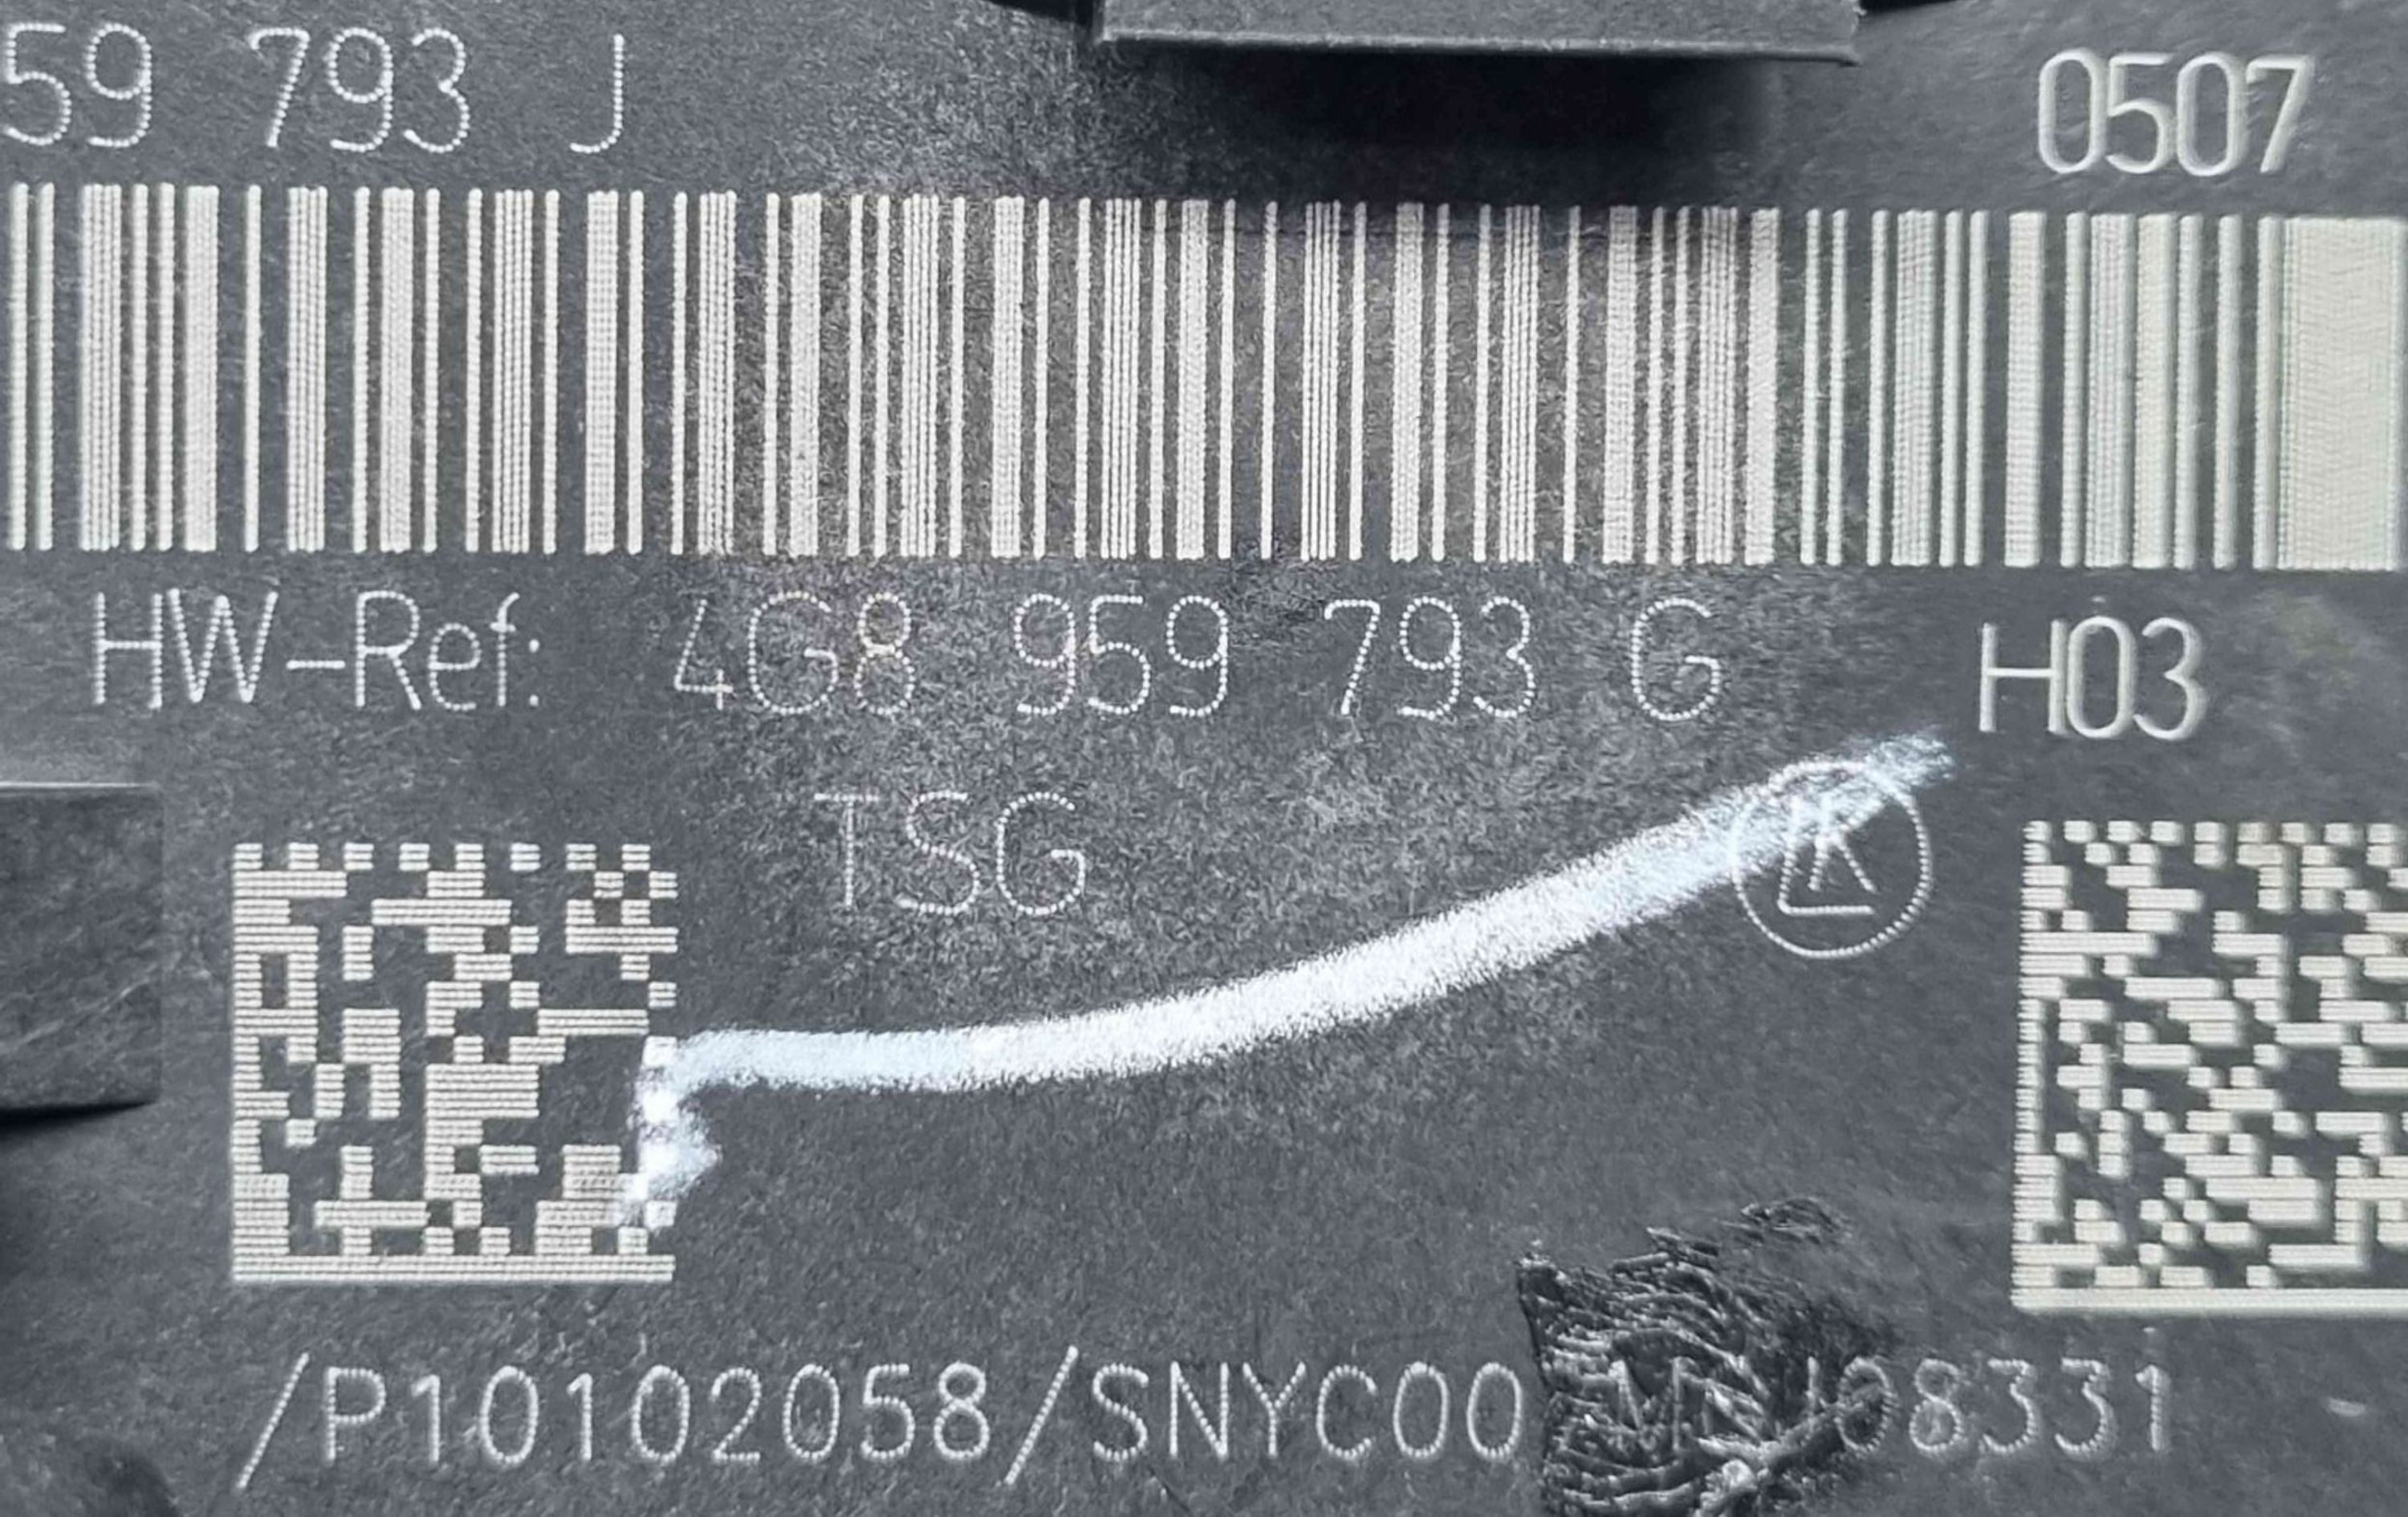 59 793 J 0507
HW-Ref: 4G8 959 793 G H03
TSG
K
/P10102058/SNYC00 08331